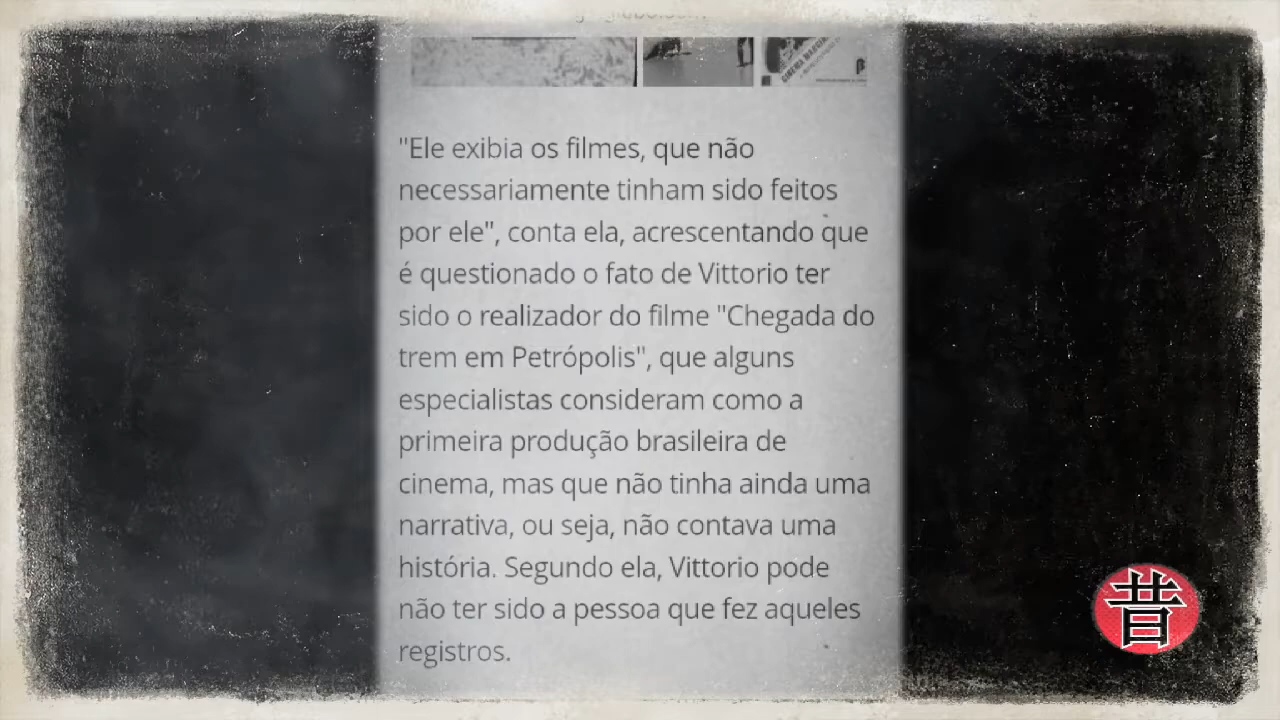 CINEMA MARGIN
"Ele exibia os filmes, que não
necessariamente tinham sido feitos
por ele", conta ela, acrescentando que
é questionado o fato de Vittorio ter
sido o realizador do filme "Chegada do
trem em Petrópolis", que alguns
especialistas consideram como a
primeira produção brasileira de
cinema, mas que não tinha ainda uma
narrativa, ou seja, não contava uma
história. Segundo ela, Vittorio pode
não ter sido a pessoa que fez aqueles
registros.
昔